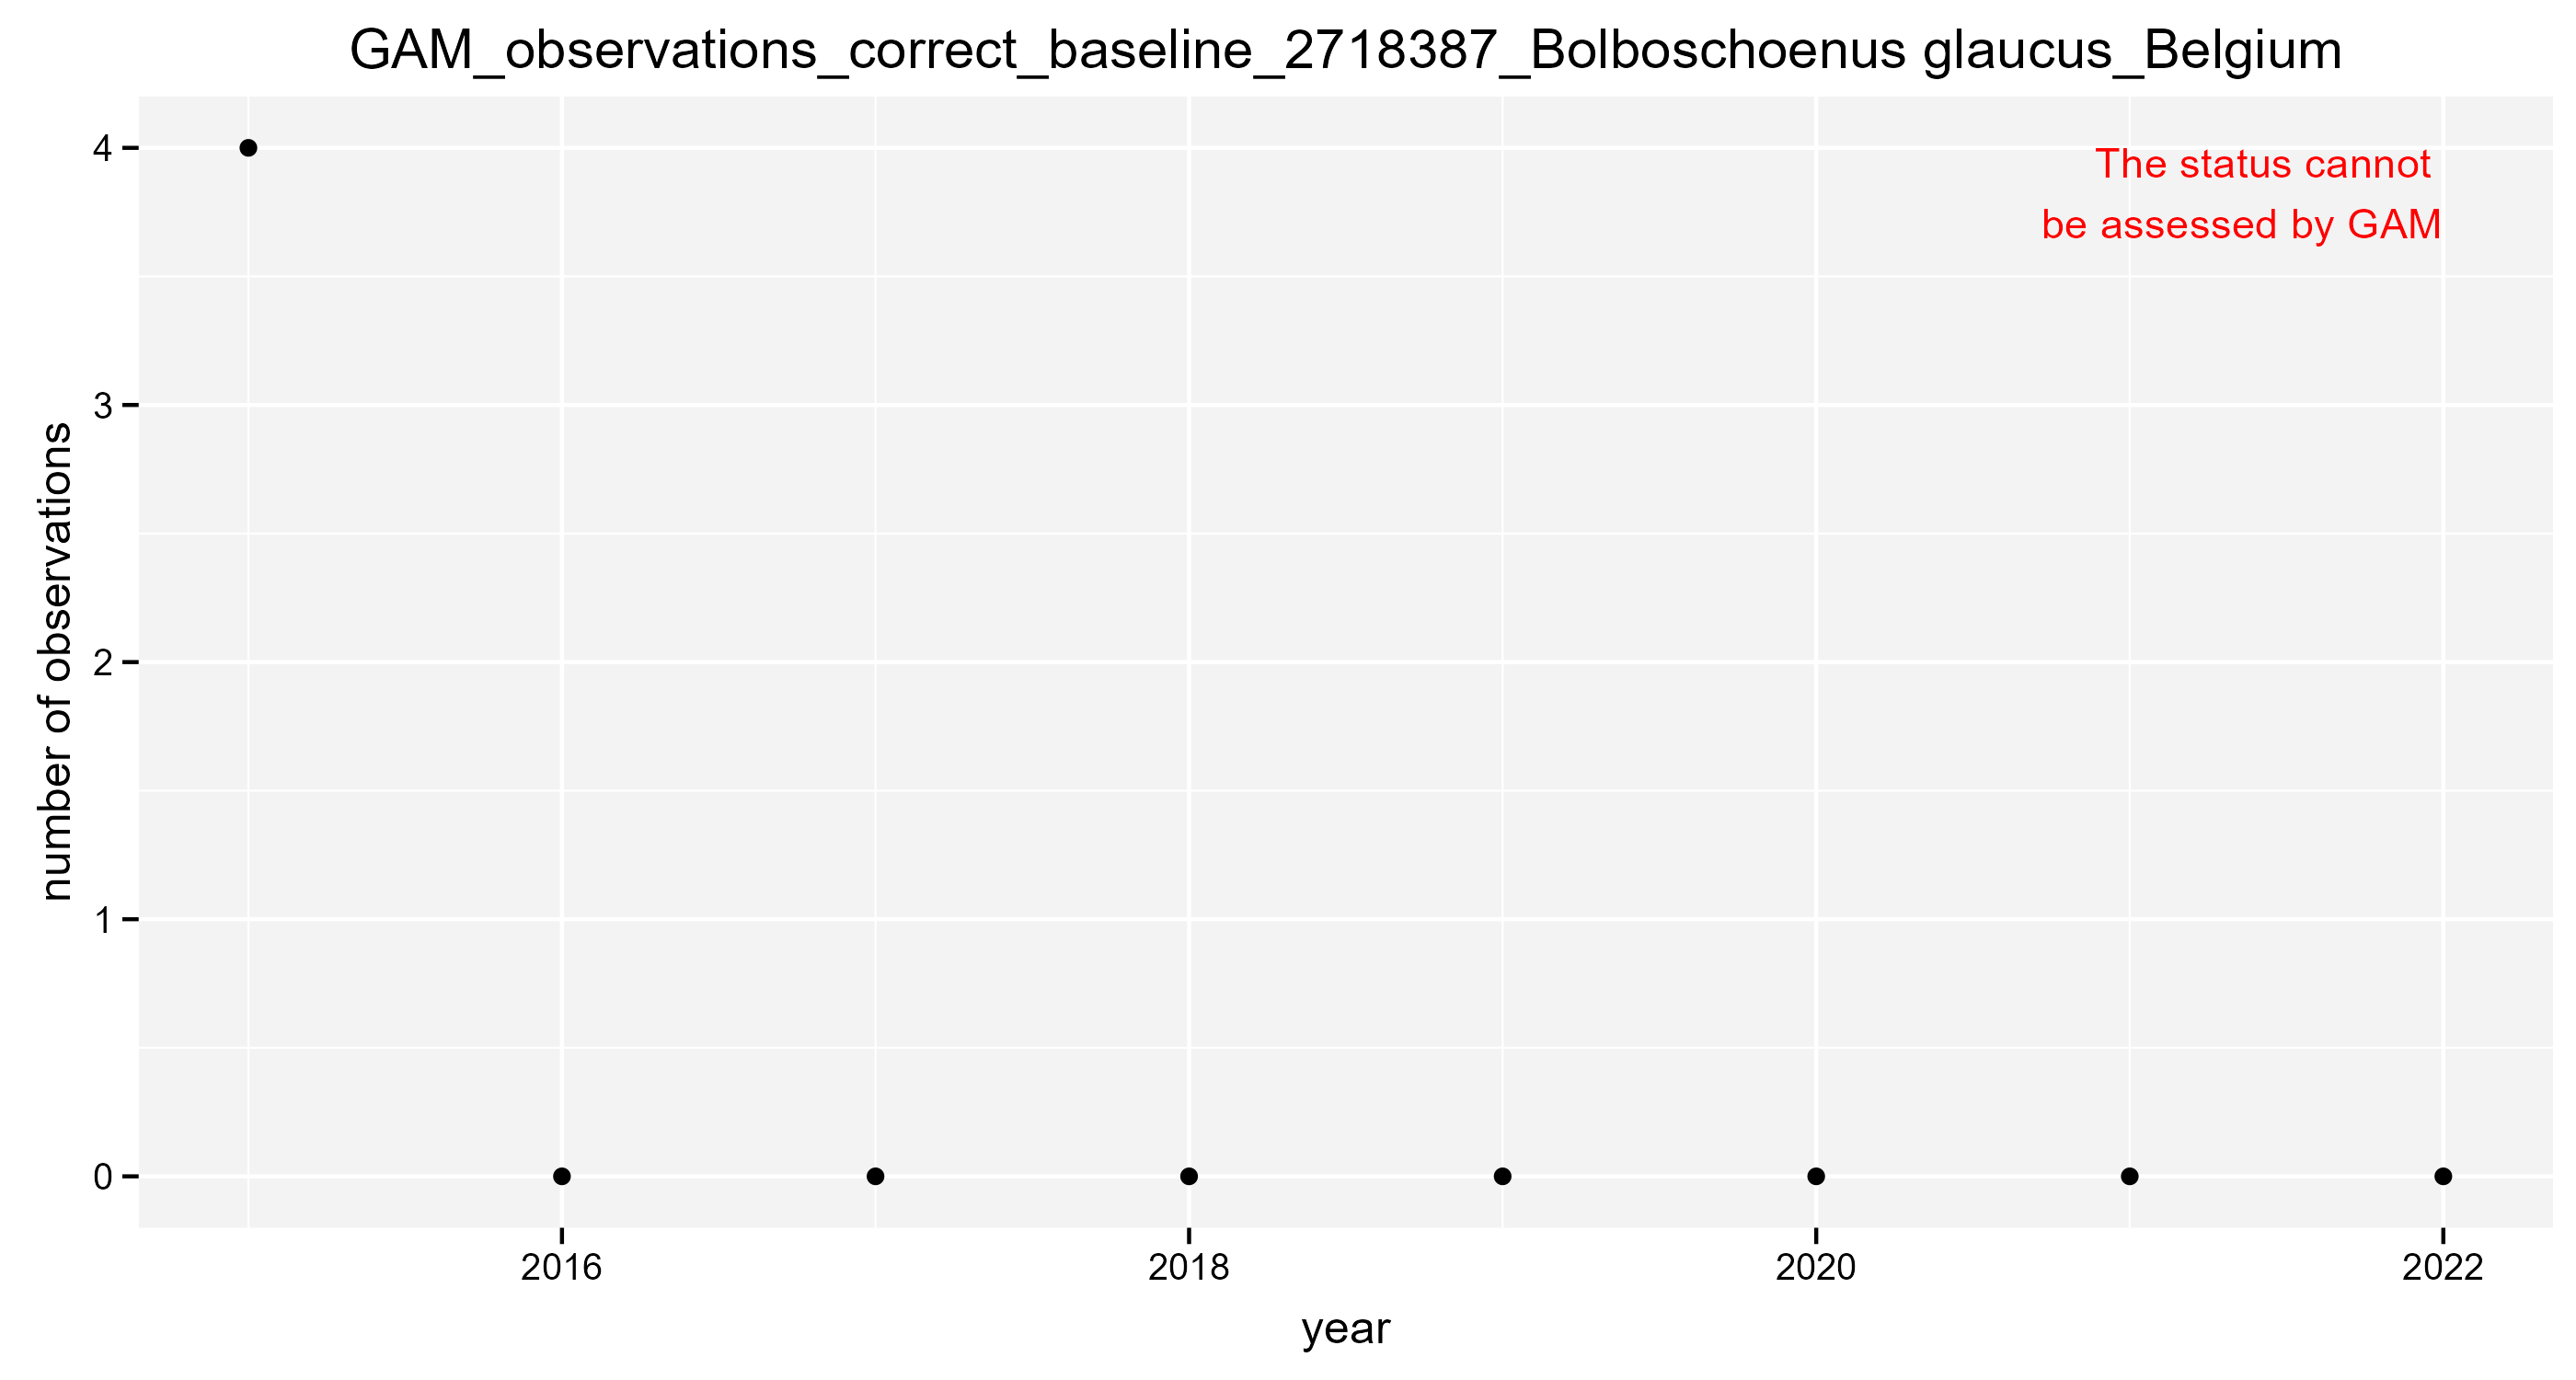 GAM_observations_correct_baseline_2718387_Bolboschoenus glaucus_Belgium
The status cannot
be assessed by GAM
number of observations
4
3
2
1
0
2016 2018 2020 2022
year